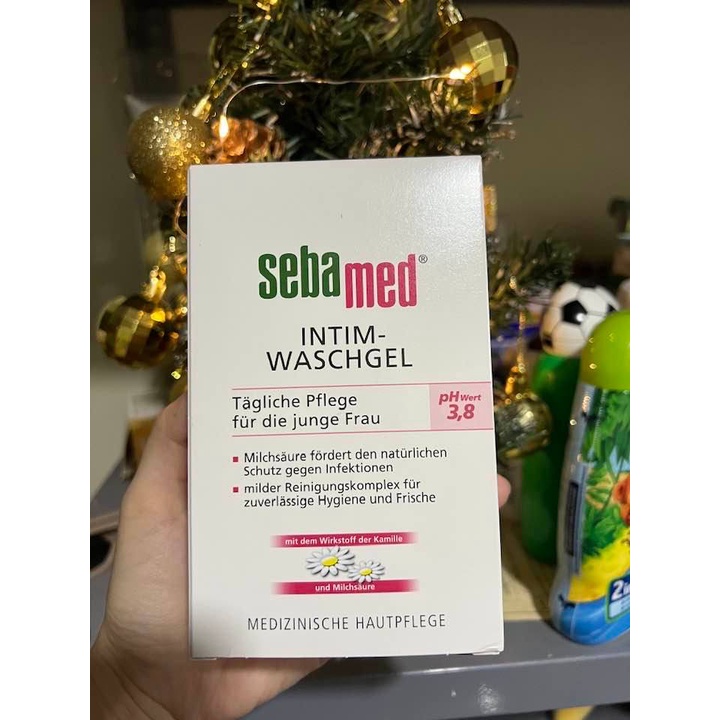 sebamed®
INTIM-
WASCHGEL
Tägliche Pflege
für die junge Frau
pH Wert
3,8
Milchsäure fördert den natürlichen
Schutz gegen Infektionen
milder Reinigungskomplex für
zuverlässige Hygiene und Frische
mit dem Wirkstoff der Kamille
und Milchsäure
MEDIZINISCHE HAUTPFLEGE